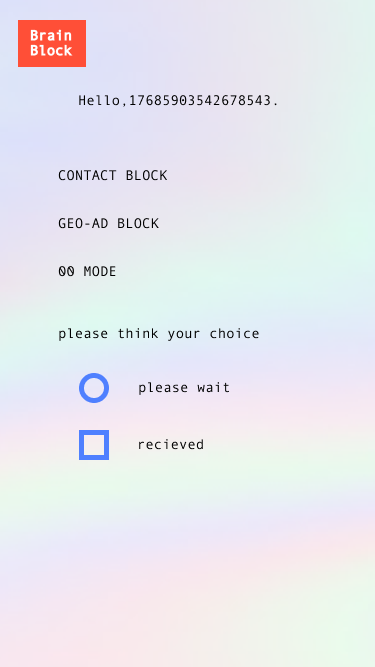 Brain
Block
Hello,17685903542678543.
CONTACT BLOCK
GEO-AD BLOCK
00 MODE
please think your choice
please wait
recieved